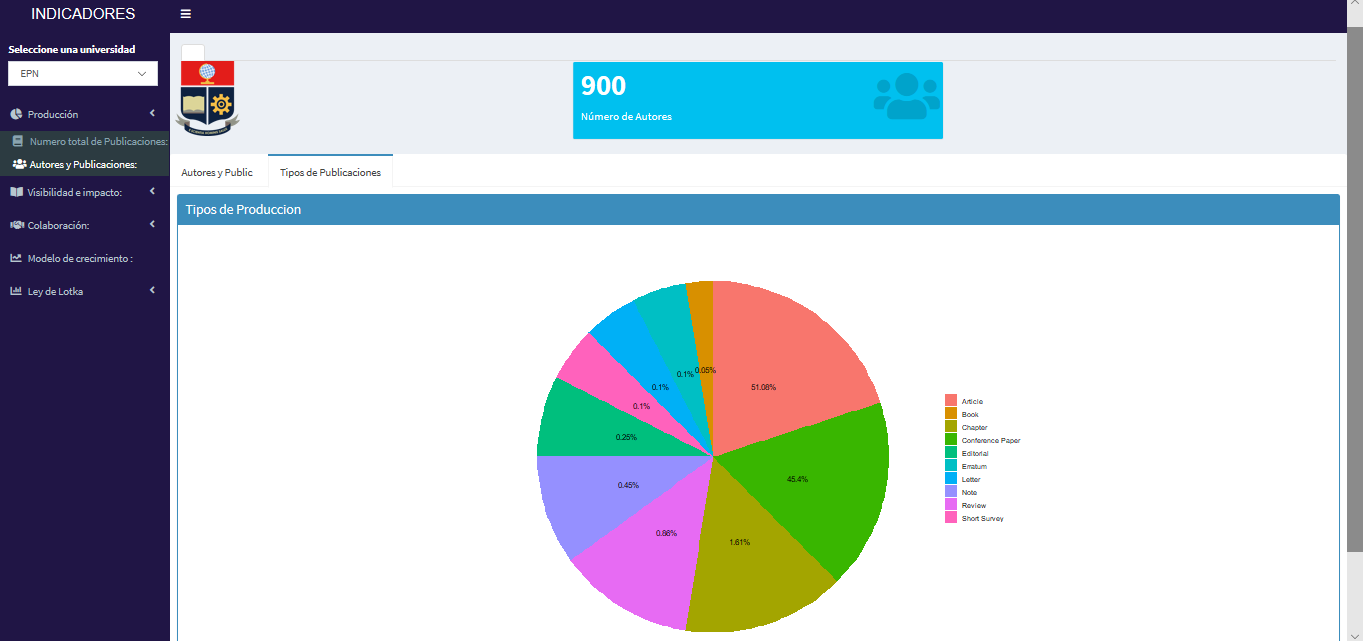 INDICADORES
Seleccione una universidad
EPN
Producción
Numero total de Publicaciones:
Autores y Publicaciones:
Visibilidad e impacto:
Colaboración:
Modelo de crecimiento :
Ley de Lotka
900
Número de Autores
Autores y Public
Tipos de Publicaciones
Tipos de Produccion
0.05%
0.1%
0.1%
51.08%
0.1%
0.25%
45.4%
0.45%
0.86%
1.61%
Article
Book
Chapter
Conference Paper
Editorial
Erratum
Letter
Note
Review
Short Survey